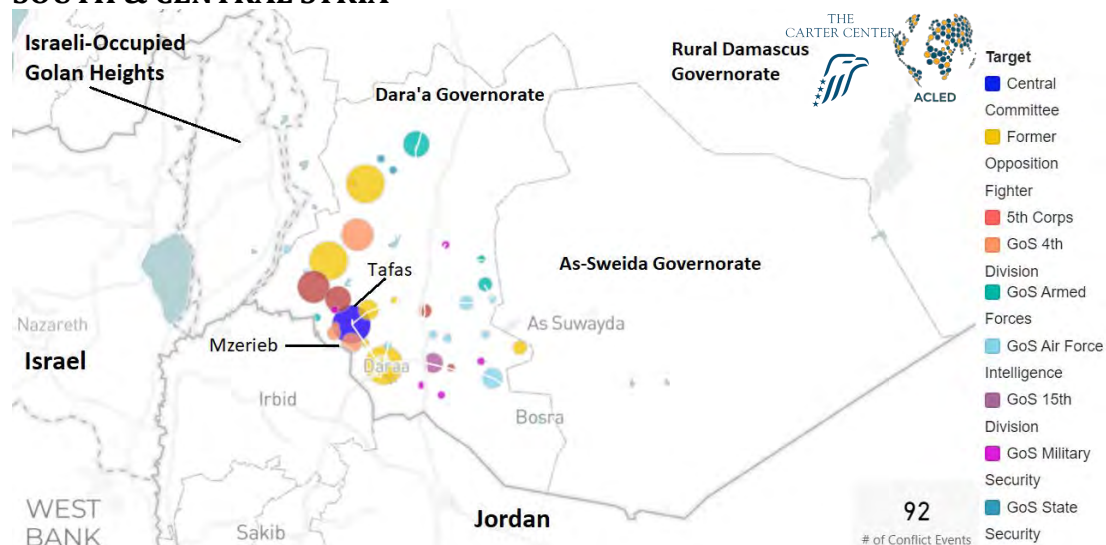 SOUTH & CENTRAL SYRIA
Israeli-Occupied
Golan Heights
Dara'a Governorate
Rural Damascus
Governorate
THE
CARTER CENTER
ACLED
Target
Central
Committee
Former
Opposition
Fighter
5th Corps
GoS 4th
Division
GoS Armed
Forces
GoS Air Force
Intelligence
GoS 15th
Division
GoS Military
Security
GoS State
Security
Tafas
As-Sweida Governorate
Nazareth
Israel
Mzerieb
As Suwayda
Daraa
Irbid
Bosra
WEST
BANK
Sakib
Jordan
92
# of Conflict Events